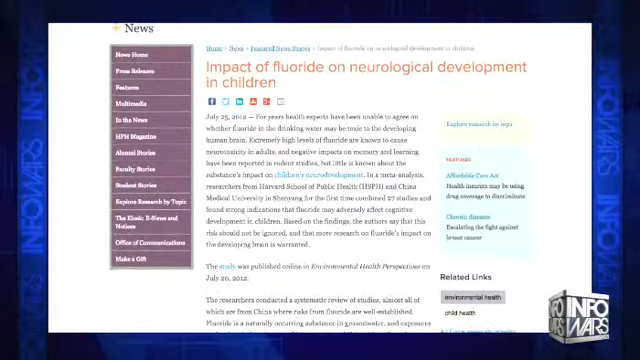 News
Home > News > Featured News Stories > Impact of fluoride on neurological development in children
News Home
Press Releases
Features
Multimedia
In the News
HPH Magazine
Alumni Stories
Faculty Stories
Student Stories
Explore Research by Topic
The Kiosk: E-News and
Notices
Office of Communications
Make a Gift
Impact of fluoride on neurological development
in children
July 25, 2012 — For years health experts have been unable to agree on
whether fluoride in the drinking water may be toxic to the developing
human brain. Extremely high levels of fluoride are known to cause
neurotoxicity in adults, and negative impacts on memory and learning
have been reported in rodent studies, but little is known about the
substance's impact on children's neurodevelopment. In a meta-analysis,
researchers from Harvard School of Public Health (HSPH) and China
Medical University in Shenyang for the first time combined 27 studies and
found strong indications that fluoride may adversely affect cognitive
development in children. Based on the findings, the authors say that this
risk should not be ignored, and that more research on fluoride's impact on
the developing brain is warranted.
The study was published online in Environmental Health Perspectives on
July 20, 2012.
The researchers conducted a systematic review of studies, almost all of
which are from China where risks from fluoride are well-established.
Fluoride is a naturally occurring substance in groundwater, and exposures
Explore research by topic
FEATURED
Affordable Care Act
Health insurers may be using
drug coverage to discriminate
Chronic diseases
Escalating the fight against
breast cancer
Related Links
environmental health
child health
INFO
WARS
.COM